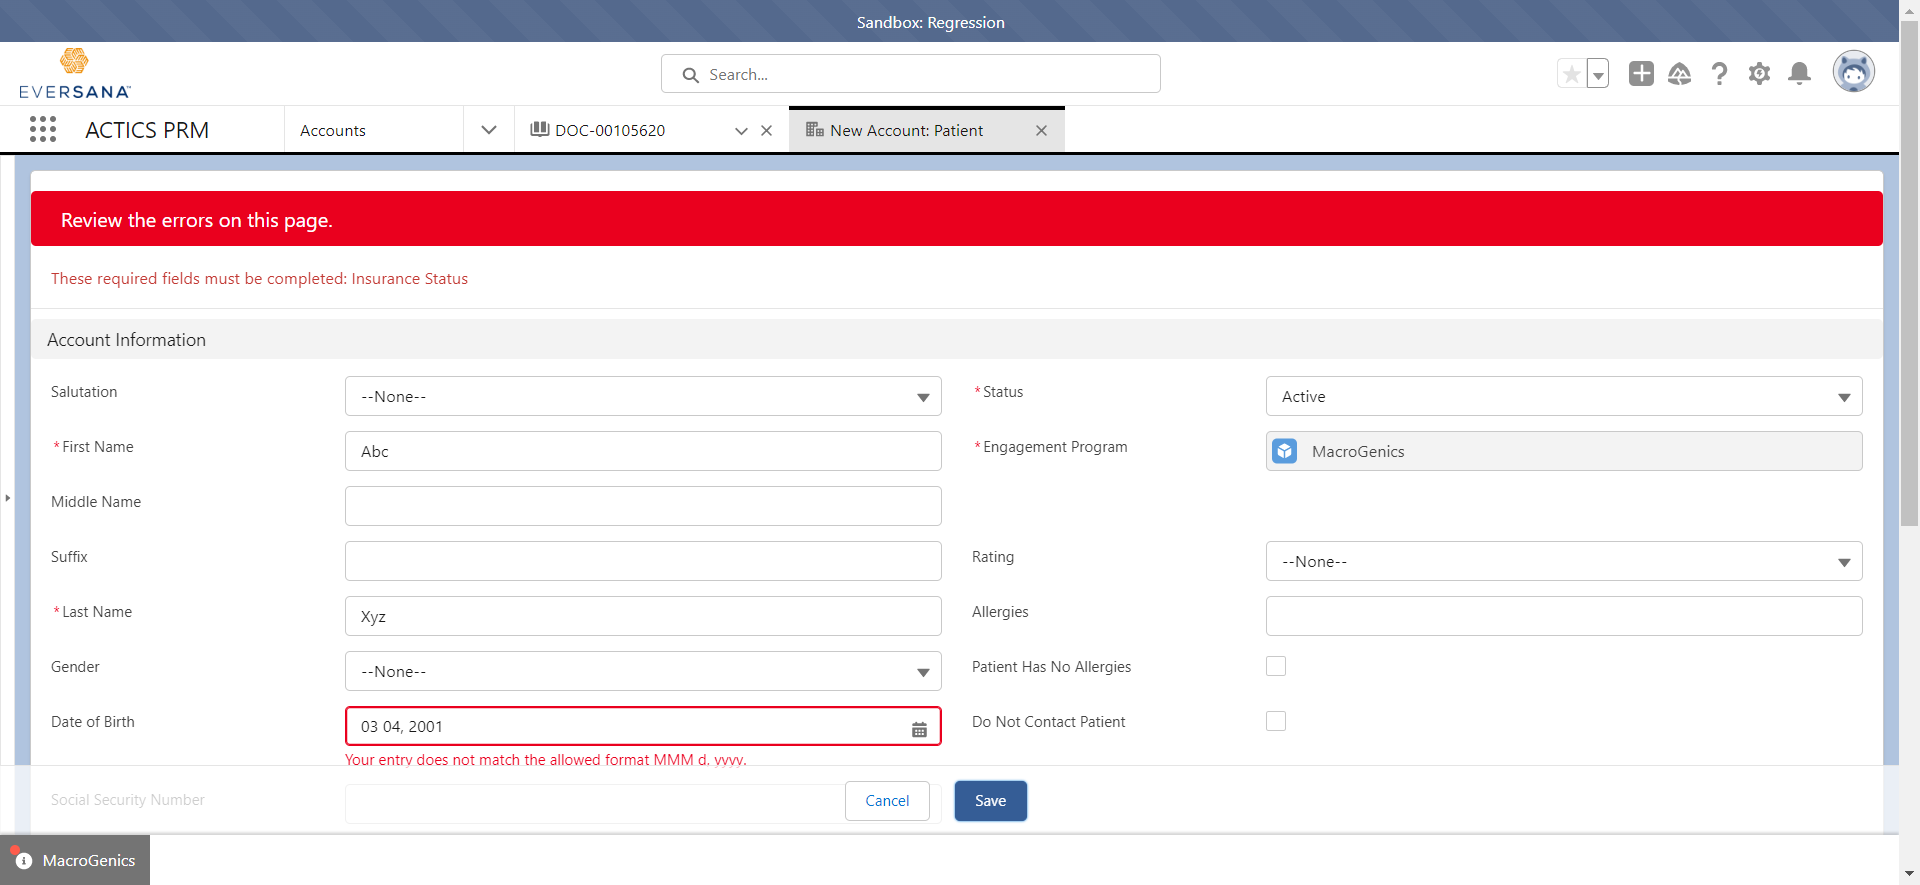 Sandbox: Regression
EVERSANA™
Search...
ACTICS PRM
Accounts
DOC-00105620
New Account: Patient
Review the errors on this page.
These required fields must be completed: Insurance Status
Account Information
Salutation
--None--
*Status
Active
*First Name
Abc
*Engagement Program
MacroGenics
Middle Name
Suffix
Rating
--None--
*Last Name
Xyz
Allergies
Gender
--None--
Patient Has No Allergies
Date of Birth
03 04, 2001
Do Not Contact Patient
Your entry does not match the allowed format MMM d, yyyy.
Social Security Number
Cancel
Save
MacroGenics